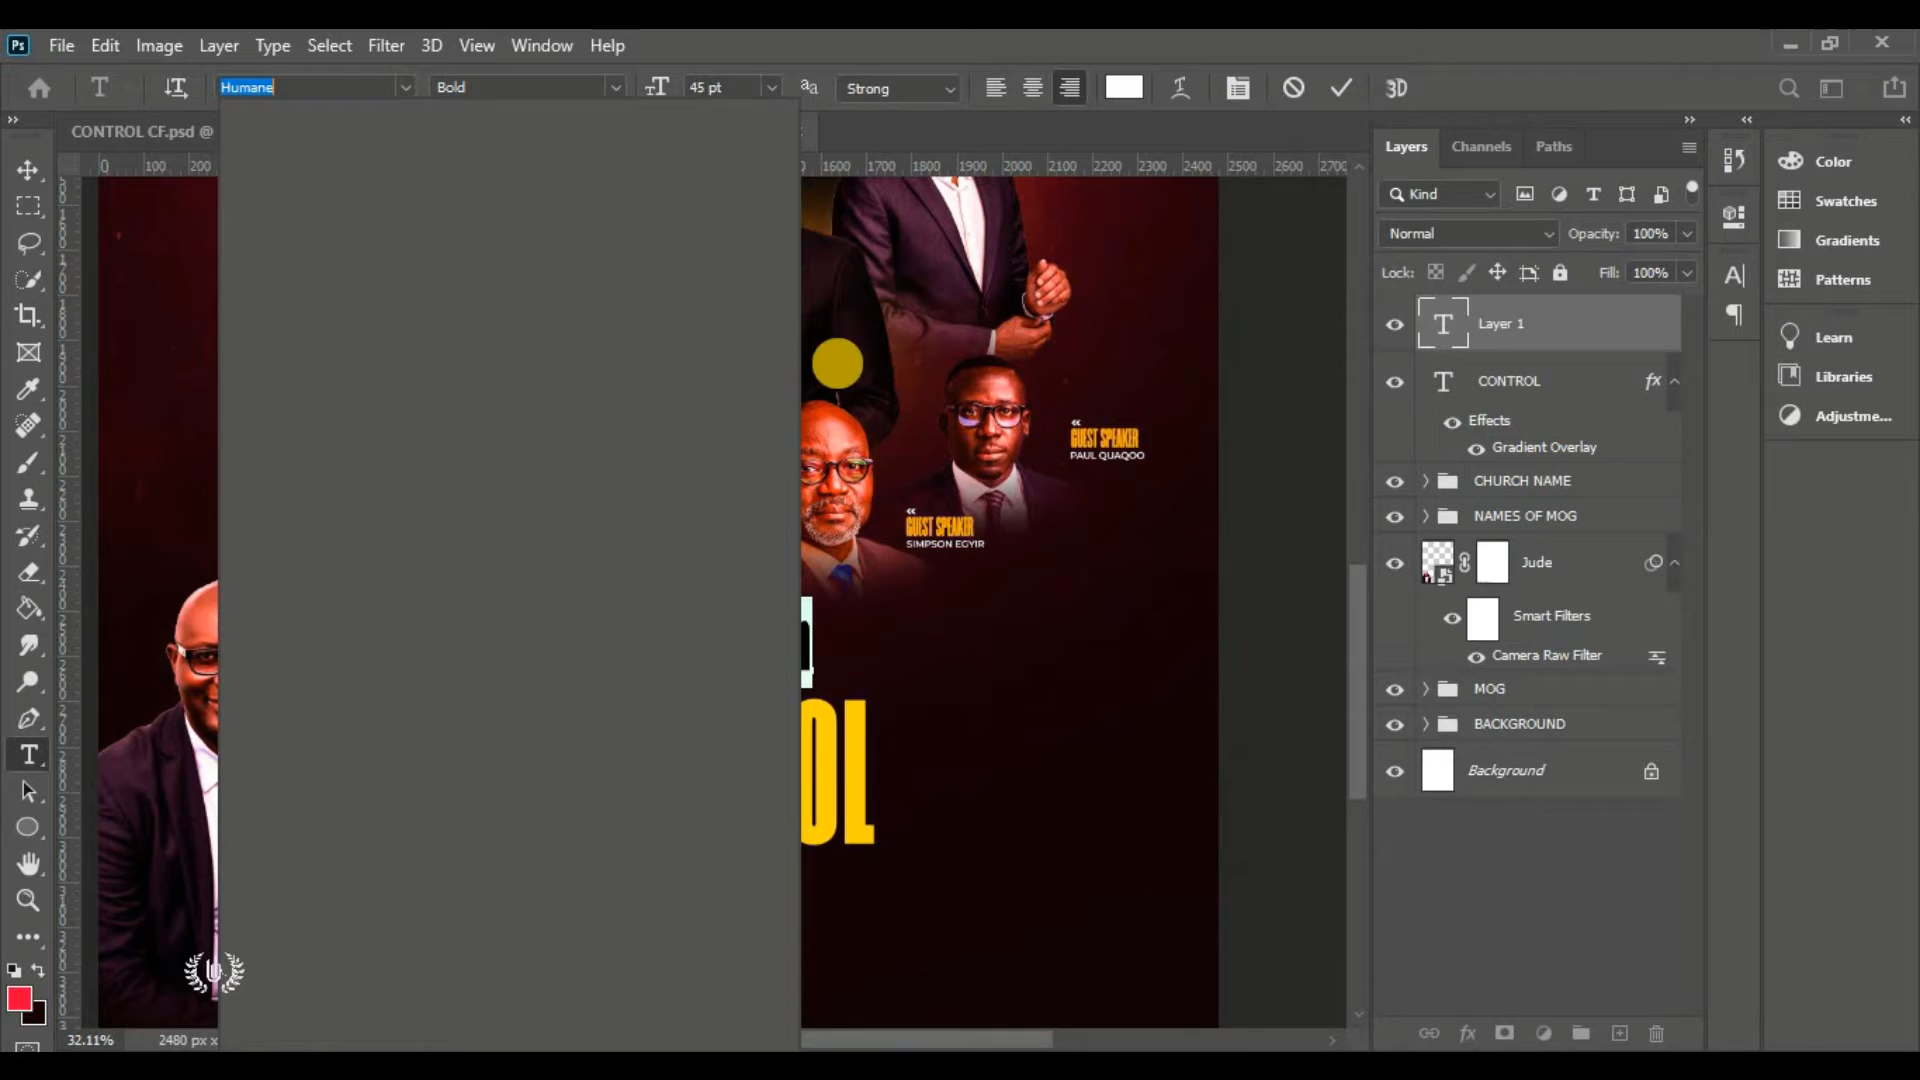 Ps File Edit Image Layer Type Select Filter 3D View Window Help
T Humane Bold 45 pt Strong 3D
CONTROL CF.psd @
0 100 200 1600 1700 1800 1900 2000 2100 2200 2300 2400 2500 2600 2700
Layers Channels Paths
Color
Kind
Swatches
Normal Opacity: 100%
Gradients
Lock: Fill: 100%
Patterns
T Layer 1
Learn
T CONTROL fx
Libraries
Effects
Adjustme...
Gradient Overlay
CHURCH NAME
NAMES OF MOG
Jude
Smart Filters
Camera Raw Filter
MOG
BACKGROUND
Background
«
GUEST SPEAKER
PAUL QUAQOO
«
GUEST SPEAKER
SIMPSON EGYIR
OL
32.11% 2480 px x
fx